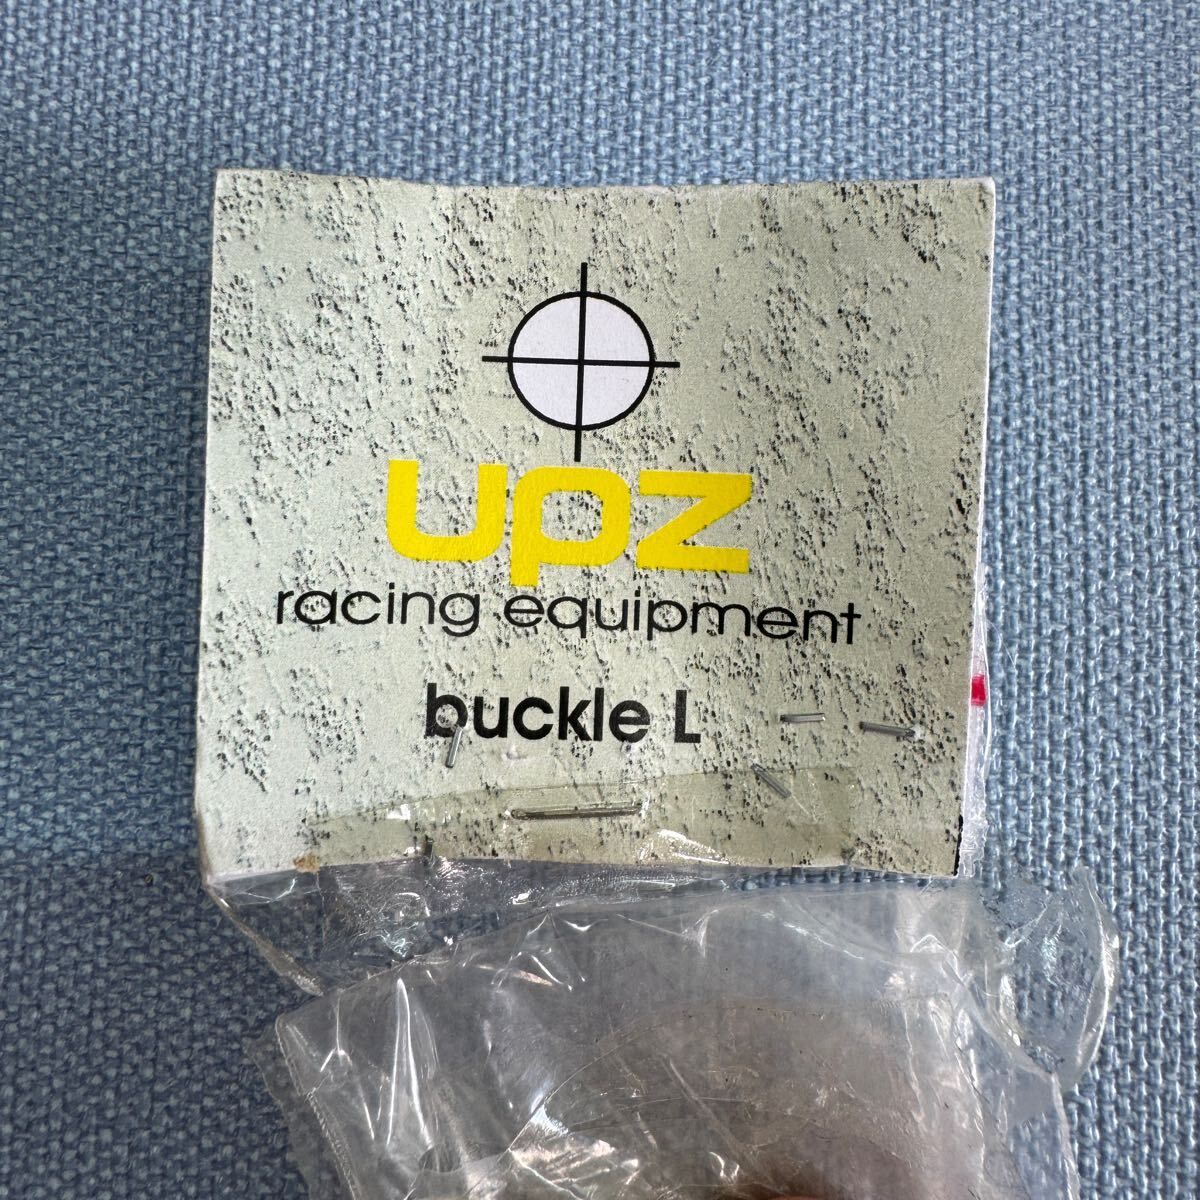 upz
racing equipment
buckle L